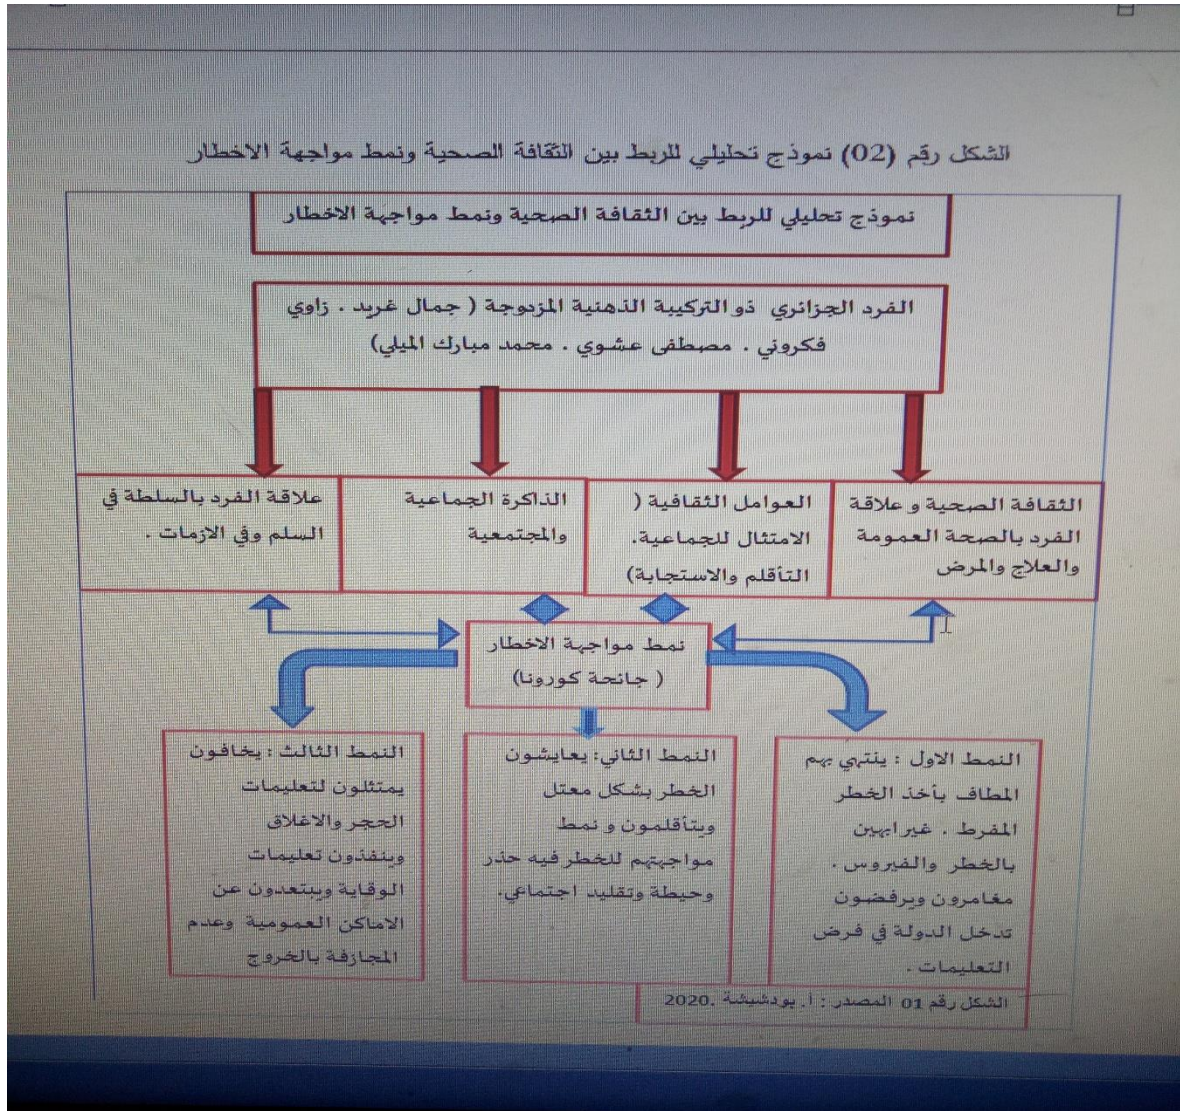 الشكل رقم (02) نموذج تحليلي للربط بين الثقافة الصحية ونمط مواجهة الاخطار
نموذج تحليلي للربط بين الثقافة الصحية ونمط مواجهة الاخطار
الفرد الجزائري ذو التركيبة الذهنية المزدوجة ( جمال غريد . زاوي
فكروني . مصطفى عشوي . محمد مبارك الميلي)
الثقافة الصحية و علاقة
الفرد بالصحة العمومة
والعلاج والمرض
العوامل الثقافية (
الامتثال للجماعية.
التأقلم والاستجابة)
الذاكرة الجماعية
والمجتمعية
علاقة الفرد بالسلطة في
السلم وفي الازمات .
نمط مواجهة الاخطار
( جانحة كورونا)
النمط الاول : ينتهي بهم
المطاف بأخذ الخطر
المفرط . غير ابهين
بالخطر والفيروس .
مغامرون ويرفضون
تدخل الدولة في فرض
التعليمات .
النمط الثاني: يعايشون
الخطر بشكل معتل
ويتأقلمون و نمط
مواجهتهم للخطر فيه حذر
وحيطة وتقليد اجتماعي.
النمط الثالث : يخافون
يمتثلون لتعليمات
الحجر والاغلاق
وينفذون تعليمات
الوقاية ويبتعدون عن
الاماكن العمومية وعدم
المجازفة بالخروج
الشكل رقم 01 المصدر : أ. بودشيشة .2020